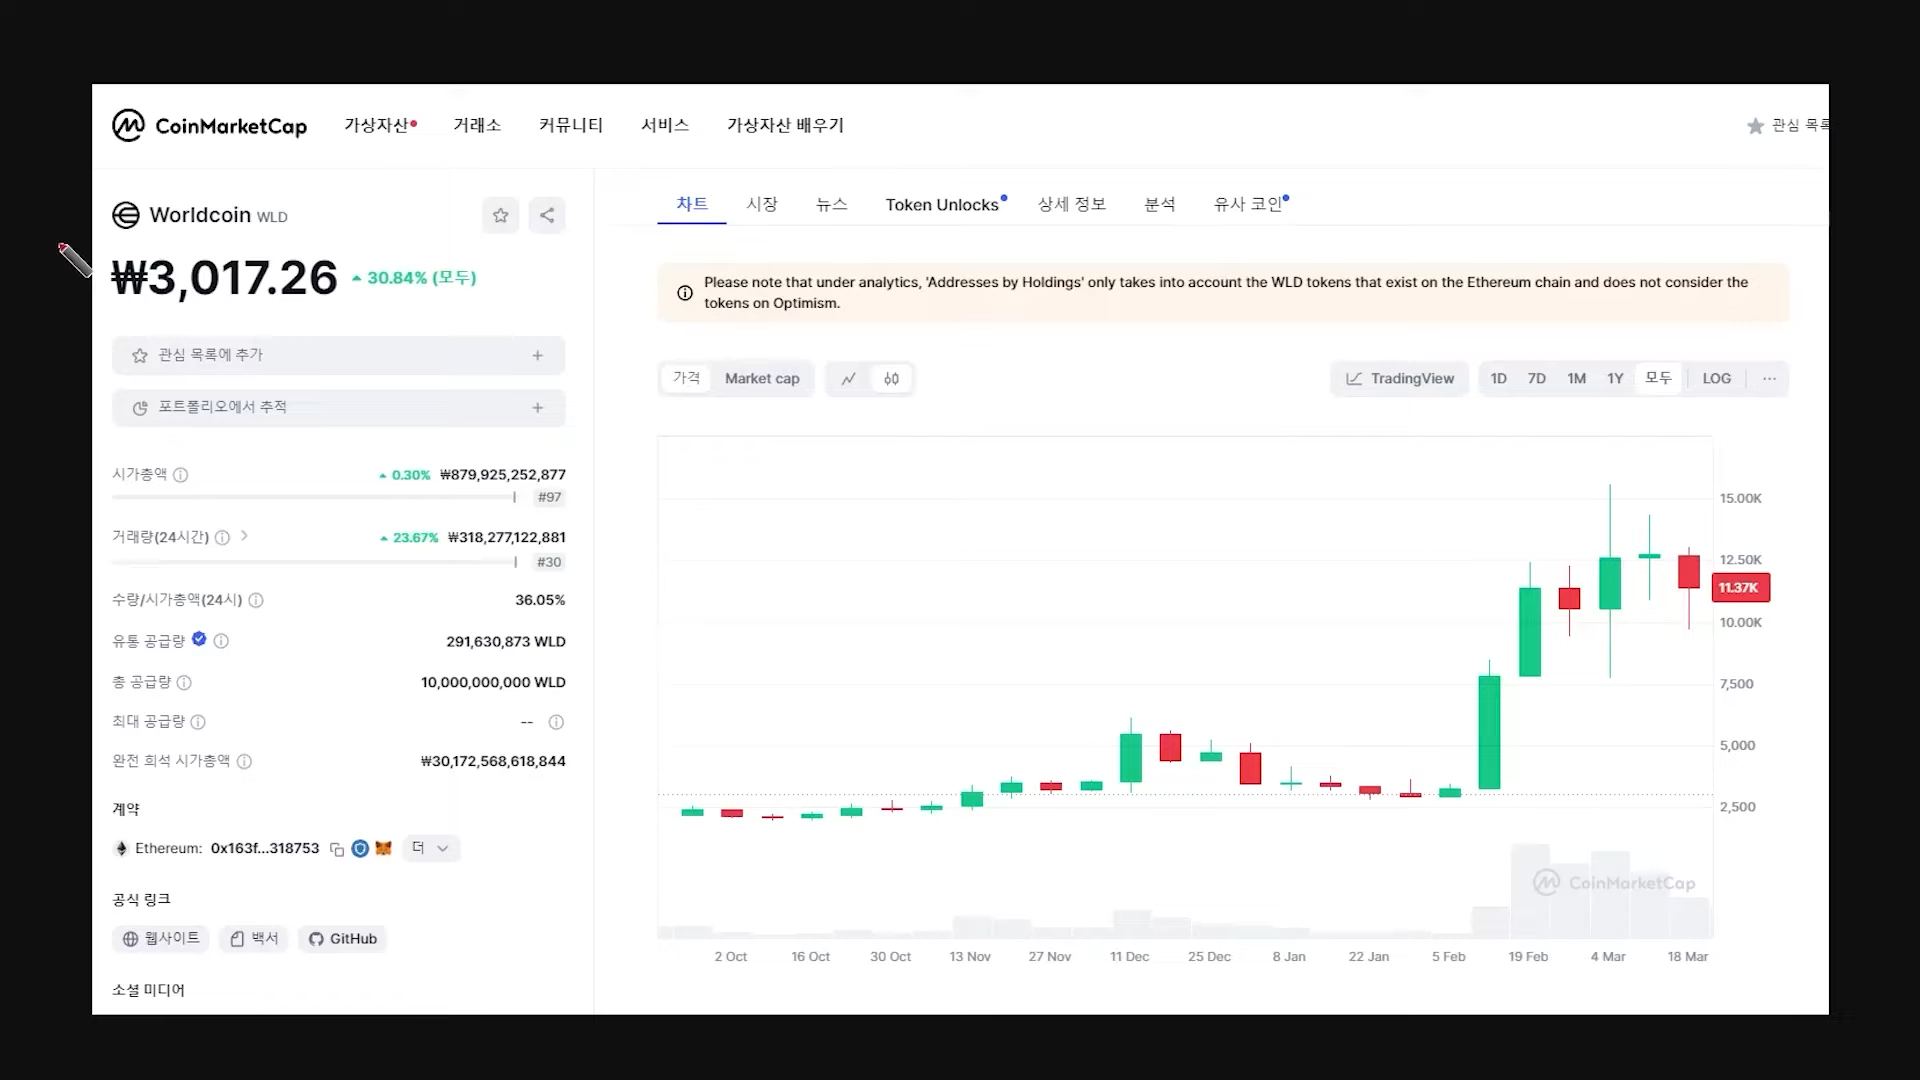 CoinMarketCap 가상자산 거래소 커뮤니티 서비스 가상자산 배우기 관심 목록
Worldcoin WLD
₩3,017.26 30.84% (모두)
관심 목록에 추가 +
포트폴리오에서 추적 +
시가총액 0.30% ₩879,925,252,877
#97
거래량(24시간) 23.67% ₩318,277,122,881
#30
수량/시가총액(24시) 36.05%
유통 공급량 291,630,873 WLD
총 공급량 10,000,000,000 WLD
최대 공급량 --
완전 희석 시가총액 ₩30,172,568,618,844
계약
Ethereum: 0x163f...318753 더
공식 링크
웹사이트 백서 GitHub
소셜 미디어
차트 시장 뉴스 Token Unlocks 상세 정보 분석 유사 코인
Please note that under analytics, 'Addresses by Holdings' only takes into account the WLD tokens that exist on the Ethereum chain and does not consider the
tokens on Optimism.
가격 Market cap TradingView 1D 7D 1M 1Y 모두 LOG ...
15.00K
12.50K
11.37K
10.00K
7,500
5,000
2,500
CoinMarketCap
2 Oct 16 Oct 30 Oct 13 Nov 27 Nov 11 Dec 25 Dec 8 Jan 22 Jan 5 Feb 19 Feb 4 Mar 18 Mar